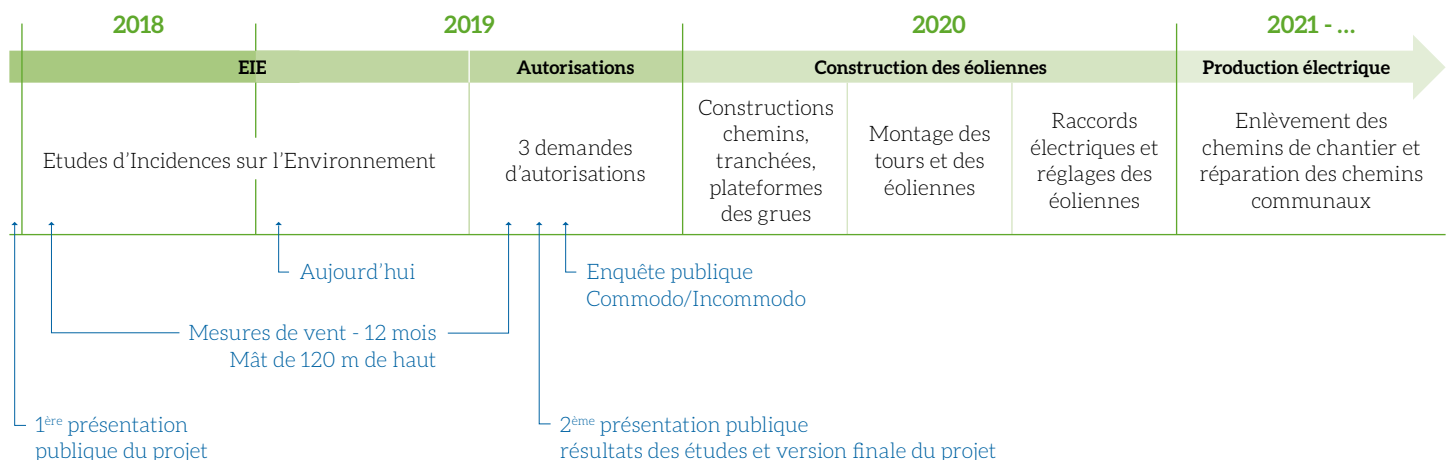 2018
2019
2020
2021 - ...
EIE
Autorisations
Construction des éoliennes
Production électrique
Etudes d'Incidences sur l'Environnement
3 demandes
d'autorisations
Constructions
chemins,
tranchées,
plateformes
des grues
Montage des
tours et des
éoliennes
Raccords
électriques et
réglages des
éoliennes
Enlèvement des
chemins de chantier et
réparation des chemins
communaux
Aujourd'hui
Enquête publique
Commodo/Incommodo
Mesures de vent - 12 mois
Mât de 120 m de haut
1ère présentation
publique du projet
2ème présentation publique
résultats des études et version finale du projet